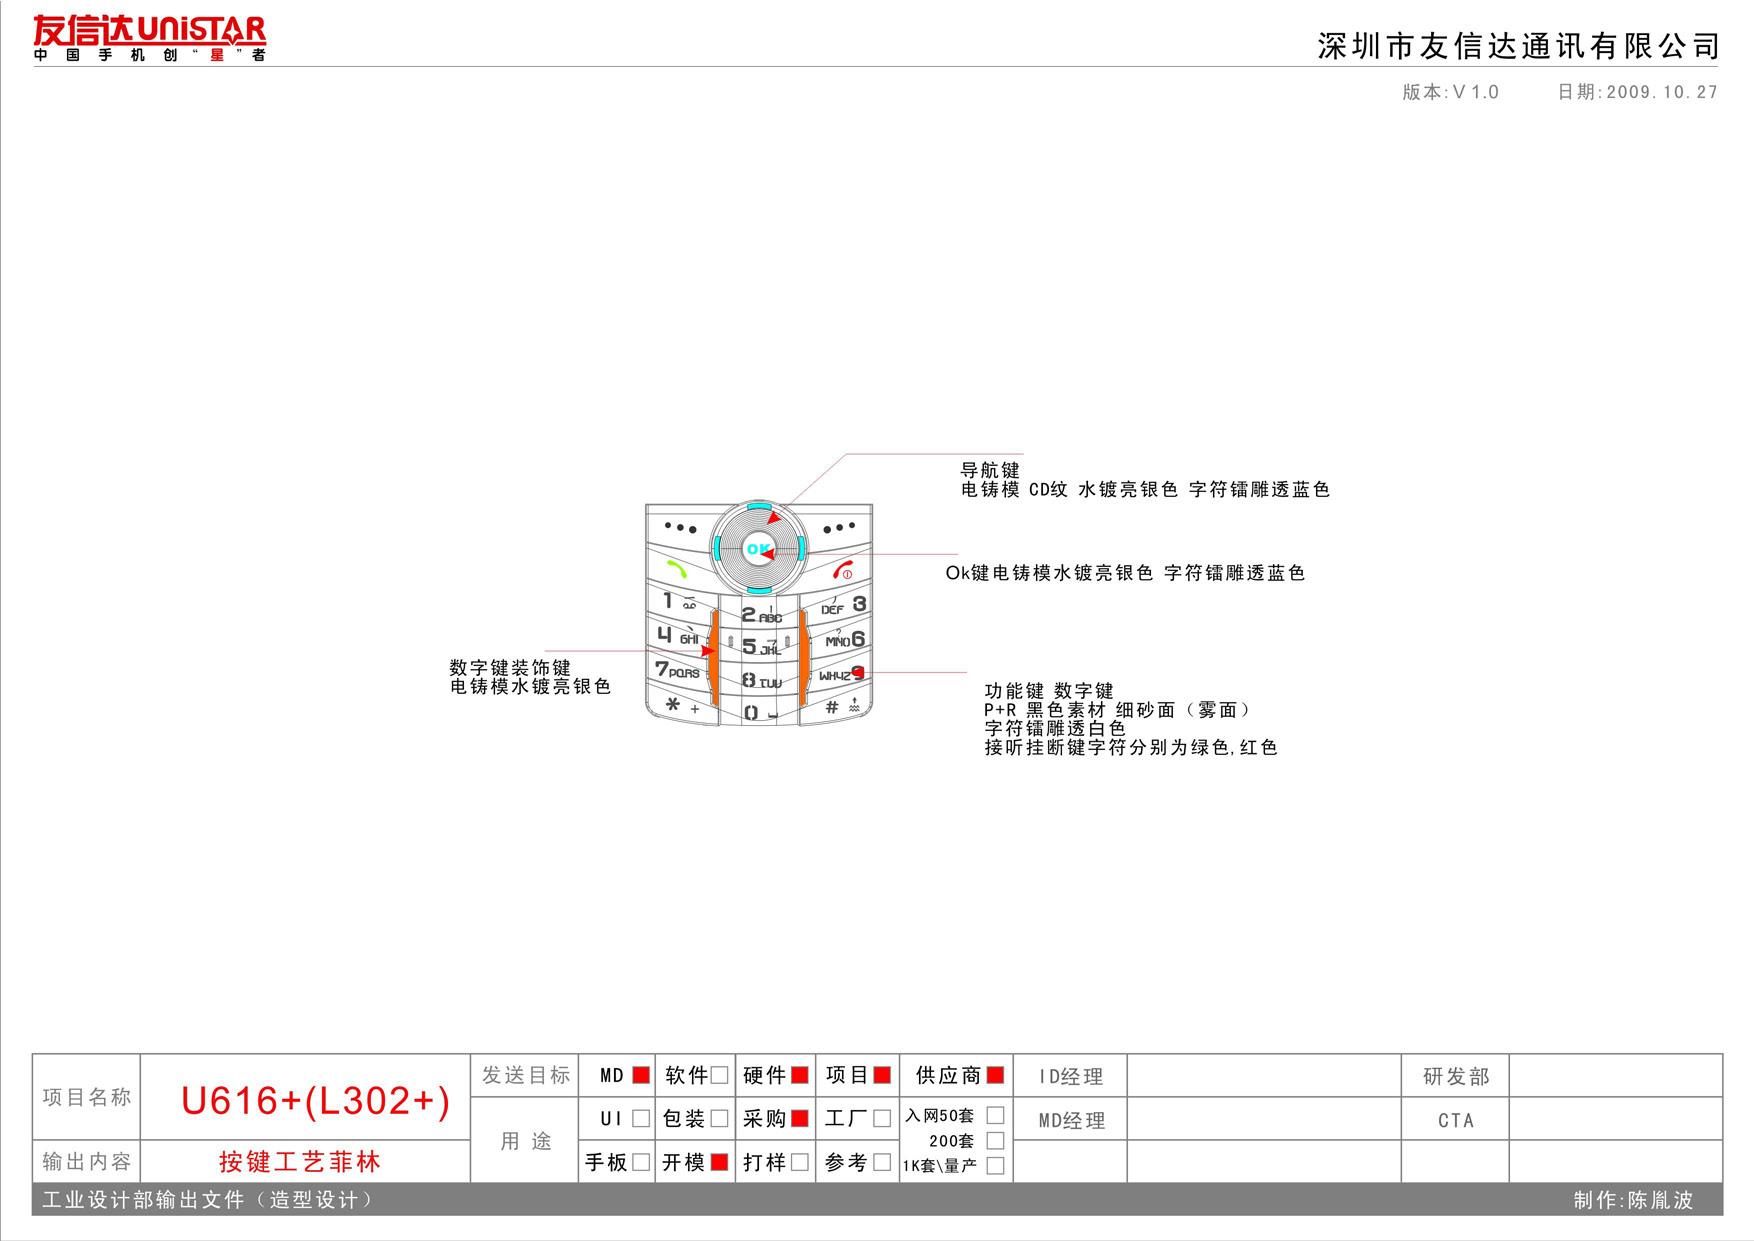 友信达UNiSTAR
中国手机创“星”者
深圳市友信达通讯有限公司
版本:V1.0 日期:2009.10.27
导航键
电铸模 CD纹 水镀亮银色 字符镭雕透蓝色
OK
Ok键电铸模水镀亮银色 字符镭雕透蓝色
1
2 ABC
DEF 3
4 GHI
5 JKL
MNO 6
7 PQRS
8 TUV
WXYZ 9
* +
0
#
数字键装饰键
电铸模水镀亮银色
功能键 数字键
P+R 黑色素材 细砂面（雾面）
字符镭雕透白色
接听挂断键字符分别为绿色,红色
项目名称 U616+(L302+)
输出内容 按键工艺菲林
发送目标 MD 软件 硬件 项目 供应商 ID经理 研发部
用 途 UI 包装 采购 工厂 入网50套 MD经理 CTA
200套
手板 开模 打样 参考 1K套\量产
工业设计部输出文件（造型设计） 制作:陈胤波